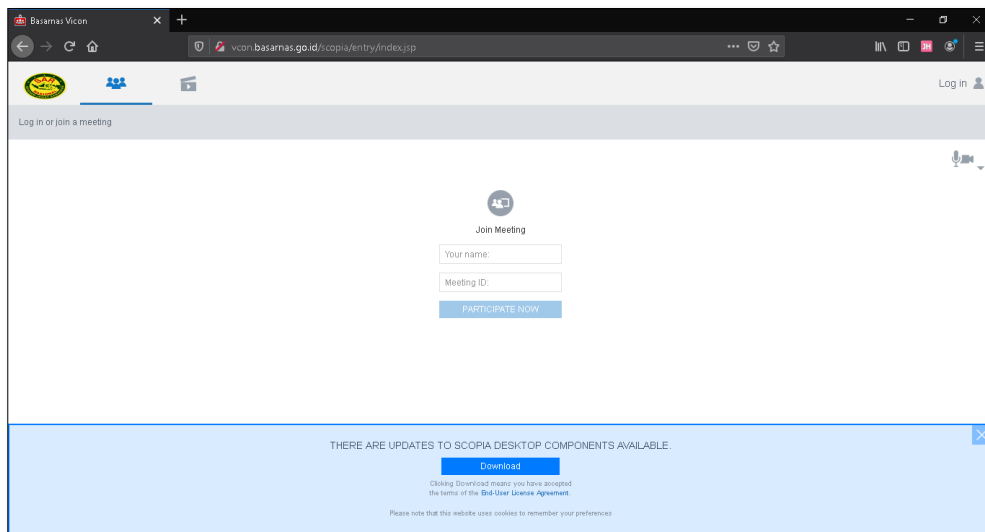 Basarnas Vicon
vcon.basarnas.go.id/scopia/entry/index.jsp
JH
Log in
Log in or join a meeting
Join Meeting
Your name:
Meeting ID:
PARTICIPATE NOW
THERE ARE UPDATES TO SCOPIA DESKTOP COMPONENTS AVAILABLE.
Download
Clicking Download means you have accepted
the terms of the End-User License Agreement.
Please note that this website uses cookies to remember your preferences